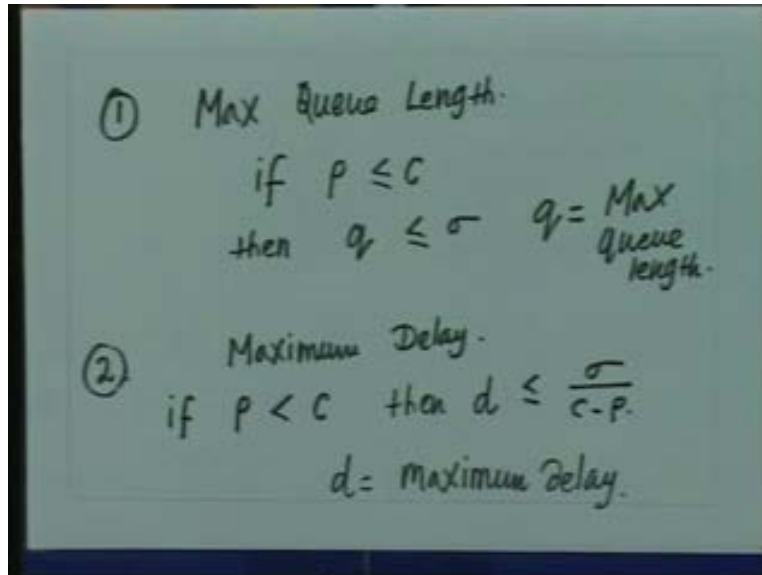 ① Max Queue Length.
if ρ ≤ C
then q ≤ σ q = Max queue length.
② Maximum Delay.
if ρ < C then d ≤ σ/(C-ρ).
d = maximum delay.